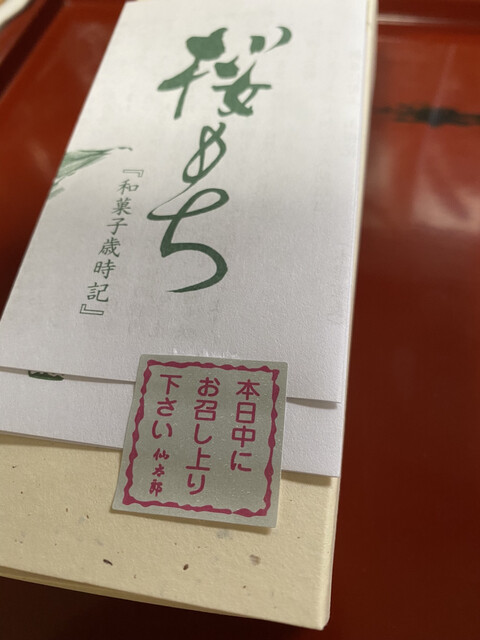 桜もち
『和菓子歳時記』
本日中に
お召し上り
下さい 仙太郎